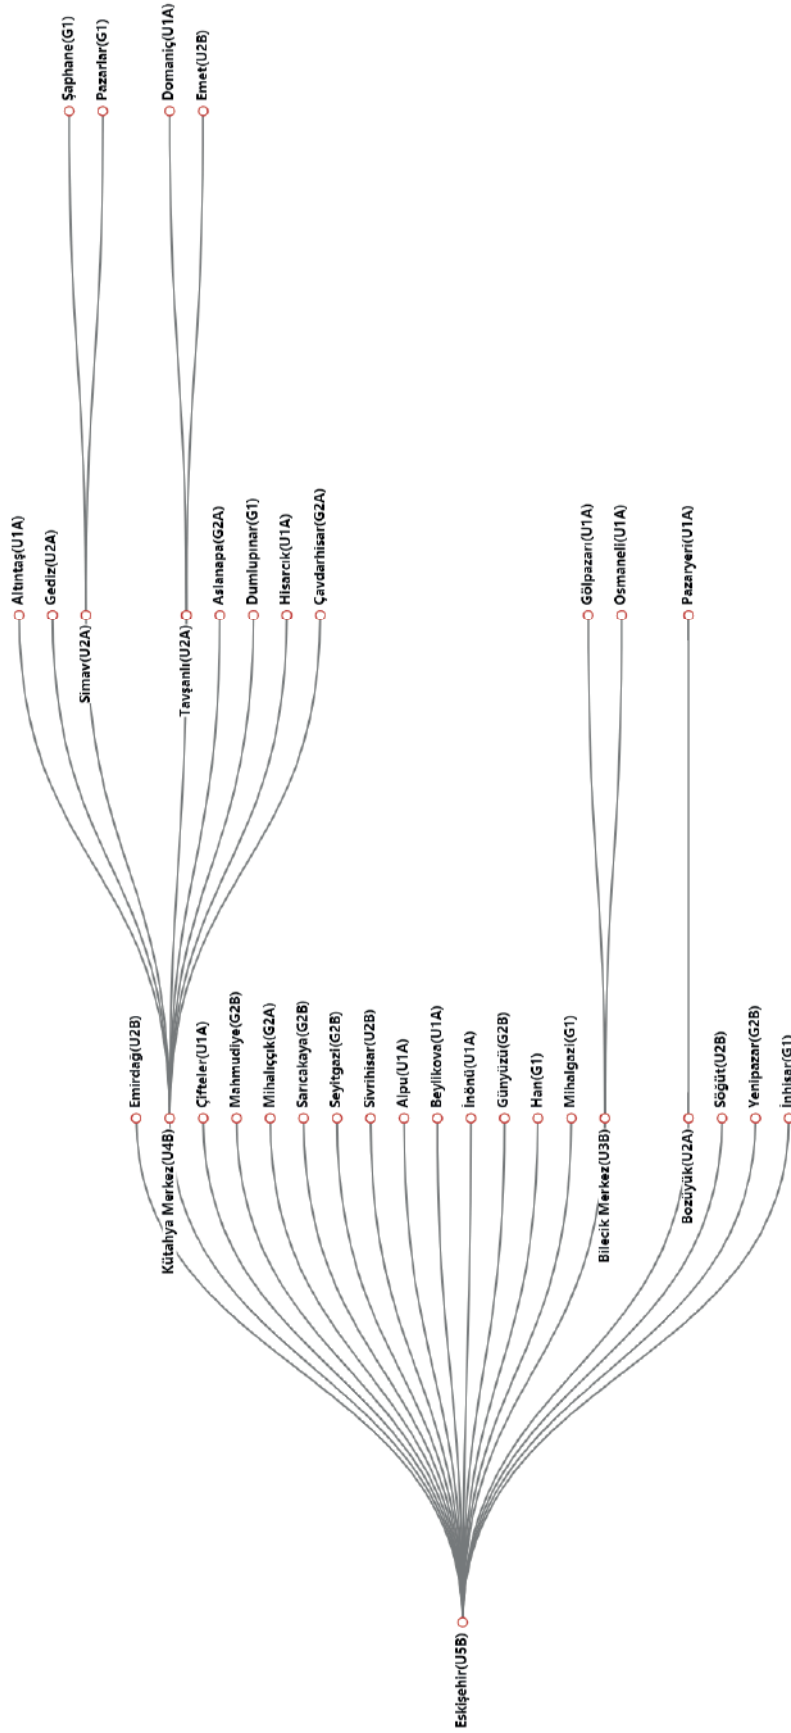 Şaphane(G1)
Pazarlar(G1)
Domaniç(U1A)
Emet(U2B)
Altıntaş(U1A)
Gediz(U2A)
Simav(U2A)
Tavşanlı(U2A)
Aslanapa(G2A)
Dumlupınar(G1)
Hisarcık(U1A)
Çavdarhisar(G2A)
Gölpazarı(U1A)
Osmaneli(U1A)
Pazaryeri(U1A)
Emirdağ(U2B)
Kütahya Merkez(U4B)
Çifteler(U1A)
Mahmudiye(G2B)
Mihalıççık(G2A)
Sarıcakaya(G2B)
Seyitgazi(G2B)
Sivrihisar(U2B)
Alpu(U1A)
Beylikova(U1A)
İnönü(U1A)
Günyüzü(G2B)
Han(G1)
Mihalgazi(G1)
Bilecik Merkez(U3B)
Bozüyük(U2A)
Söğüt(U2B)
Yenipazar(G2B)
İnhisar(G1)
Eskişehir(U5B)